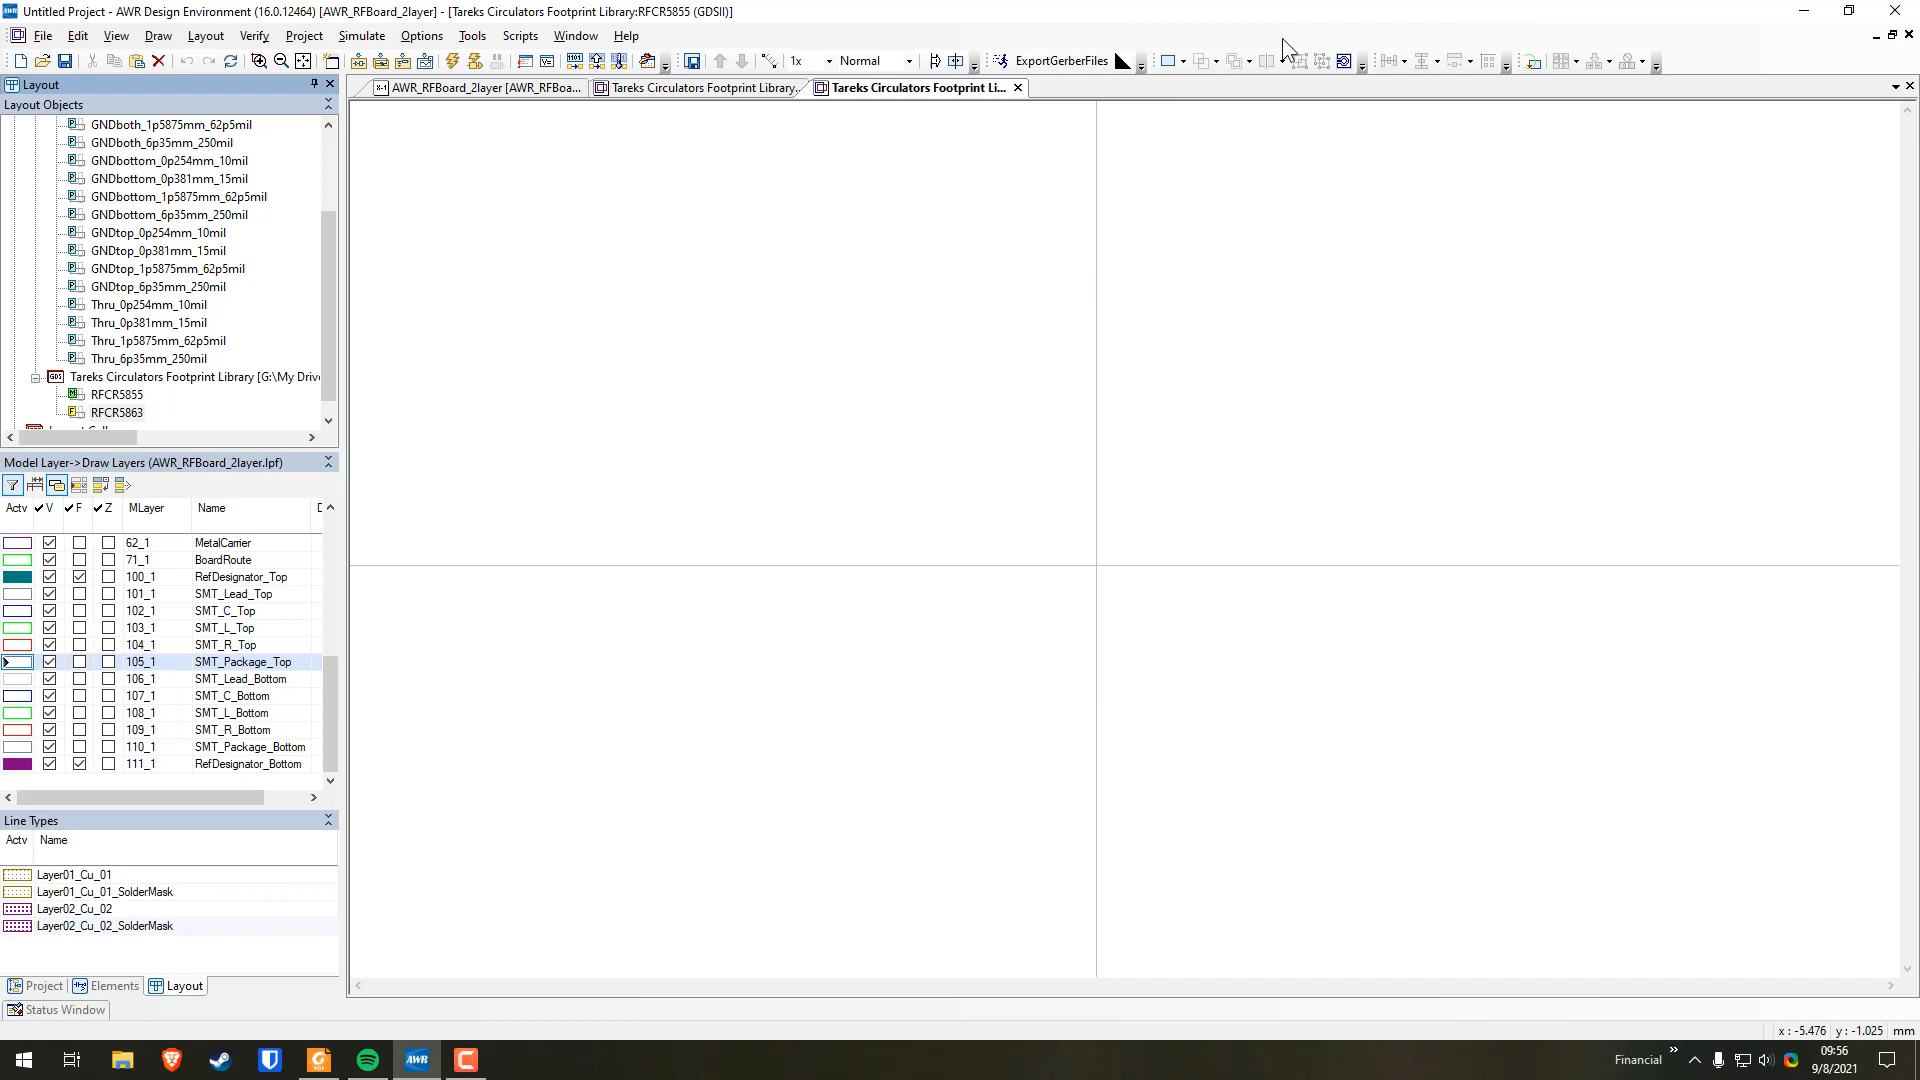 Untitled Project - AWR Design Environment (16.0.12464) [AWR_RFBoard_2layer] - [Tareks Circulators Footprint Library:RFCR5855 (GDSII)]
File Edit View Draw Layout Verify Project Simulate Options Tools Scripts Window Help
1x Normal ExportGerberFiles
Layout
AWR_RFBoard_2layer [AWR_RFBoa... Tareks Circulators Footprint Library... Tareks Circulators Footprint Li...
Layout Objects
GNDboth_1p5875mm_62p5mil
GNDboth_6p35mm_250mil
GNDbottom_0p254mm_10mil
GNDbottom_0p381mm_15mil
GNDbottom_1p5875mm_62p5mil
GNDbottom_6p35mm_250mil
GNDtop_0p254mm_10mil
GNDtop_0p381mm_15mil
GNDtop_1p5875mm_62p5mil
GNDtop_6p35mm_250mil
Thru_0p254mm_10mil
Thru_0p381mm_15mil
Thru_1p5875mm_62p5mil
Thru_6p35mm_250mil
Tareks Circulators Footprint Library [G:\My Driv
RFCR5855
RFCR5863
Model Layer->Draw Layers (AWR_RFBoard_2layer.lpf)
Actv V F Z MLayer Name
62_1 MetalCarrier
71_1 BoardRoute
100_1 RefDesignator_Top
101_1 SMT_Lead_Top
102_1 SMT_C_Top
103_1 SMT_L_Top
104_1 SMT_R_Top
105_1 SMT_Package_Top
106_1 SMT_Lead_Bottom
107_1 SMT_C_Bottom
108_1 SMT_L_Bottom
109_1 SMT_R_Bottom
110_1 SMT_Package_Bottom
111_1 RefDesignator_Bottom
Line Types
Actv Name
Layer01_Cu_01
Layer01_Cu_01_SolderMask
Layer02_Cu_02
Layer02_Cu_02_SolderMask
Project Elements Layout
Status Window
x : -5.476 y : -1.025 mm
Financial
09:56
9/8/2021